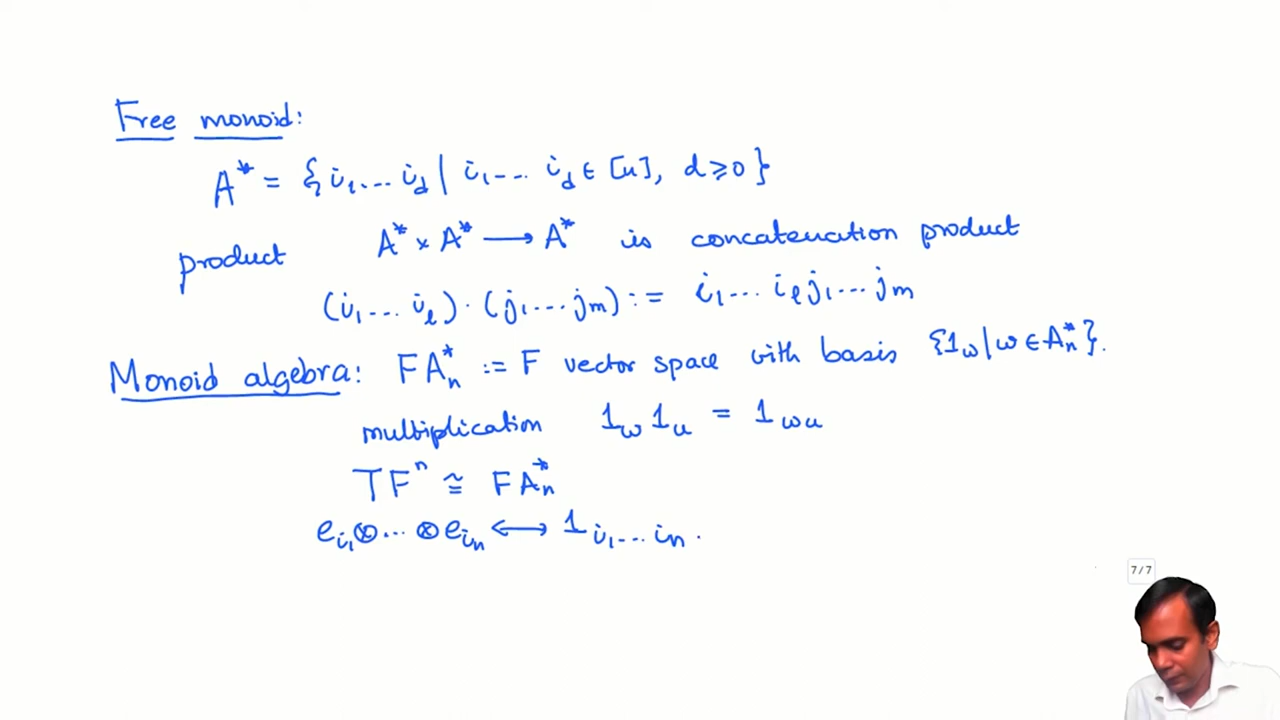 Free monoid:
A* = { i₁... i_d | i₁... i_d ∈ [n], d ⩾ 0 }
product A* × A* ⟶ A* is concatenation product
(i₁... i_ℓ) · (j₁... j_m) := i₁... i_ℓ j₁... j_m
Monoid algebra: FA*_n := F vector space with basis {1_w | w ∈ A*_n}.
multiplication 1_w 1_u = 1_wu
TFⁿ ≅ FA*_n
e_i₁ ⊗ ... ⊗ e_i_n ⟷ 1_i₁... i_n .
7/7